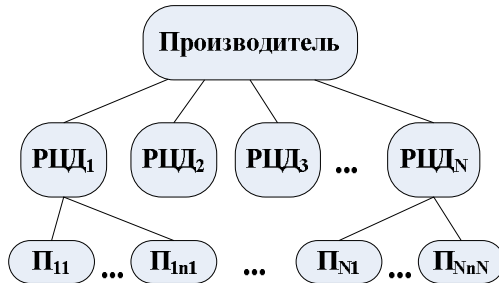 Производитель
РЦД1 РЦД2 РЦД3 ... РЦДN
П11 ... П1n1 ... ПN1 ... ПNnN